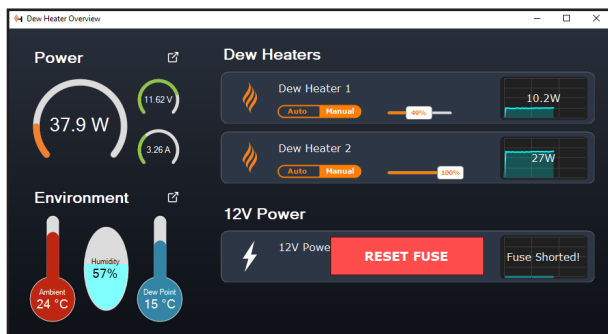 Dew Heater Overview
Power
37.9 W
11.62 V
3.26 A
Environment
Ambient
24 °C
Humidity
57%
Dew Point
15 °C
Dew Heaters
Dew Heater 1
Auto Manual
49%
10.2W
Dew Heater 2
Auto Manual
100%
27W
12V Power
12V Powe
RESET FUSE
Fuse Shorted!